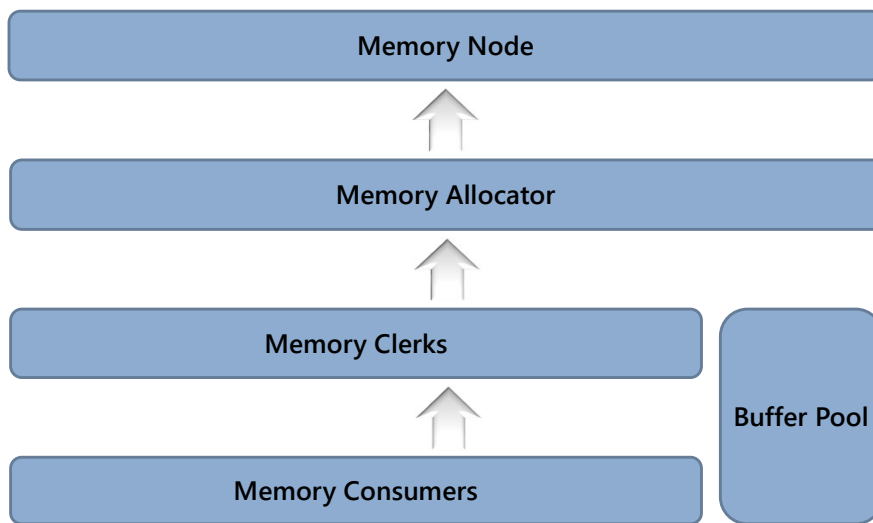 Memory Node
Memory Allocator
Memory Clerks
Buffer Pool
Memory Consumers